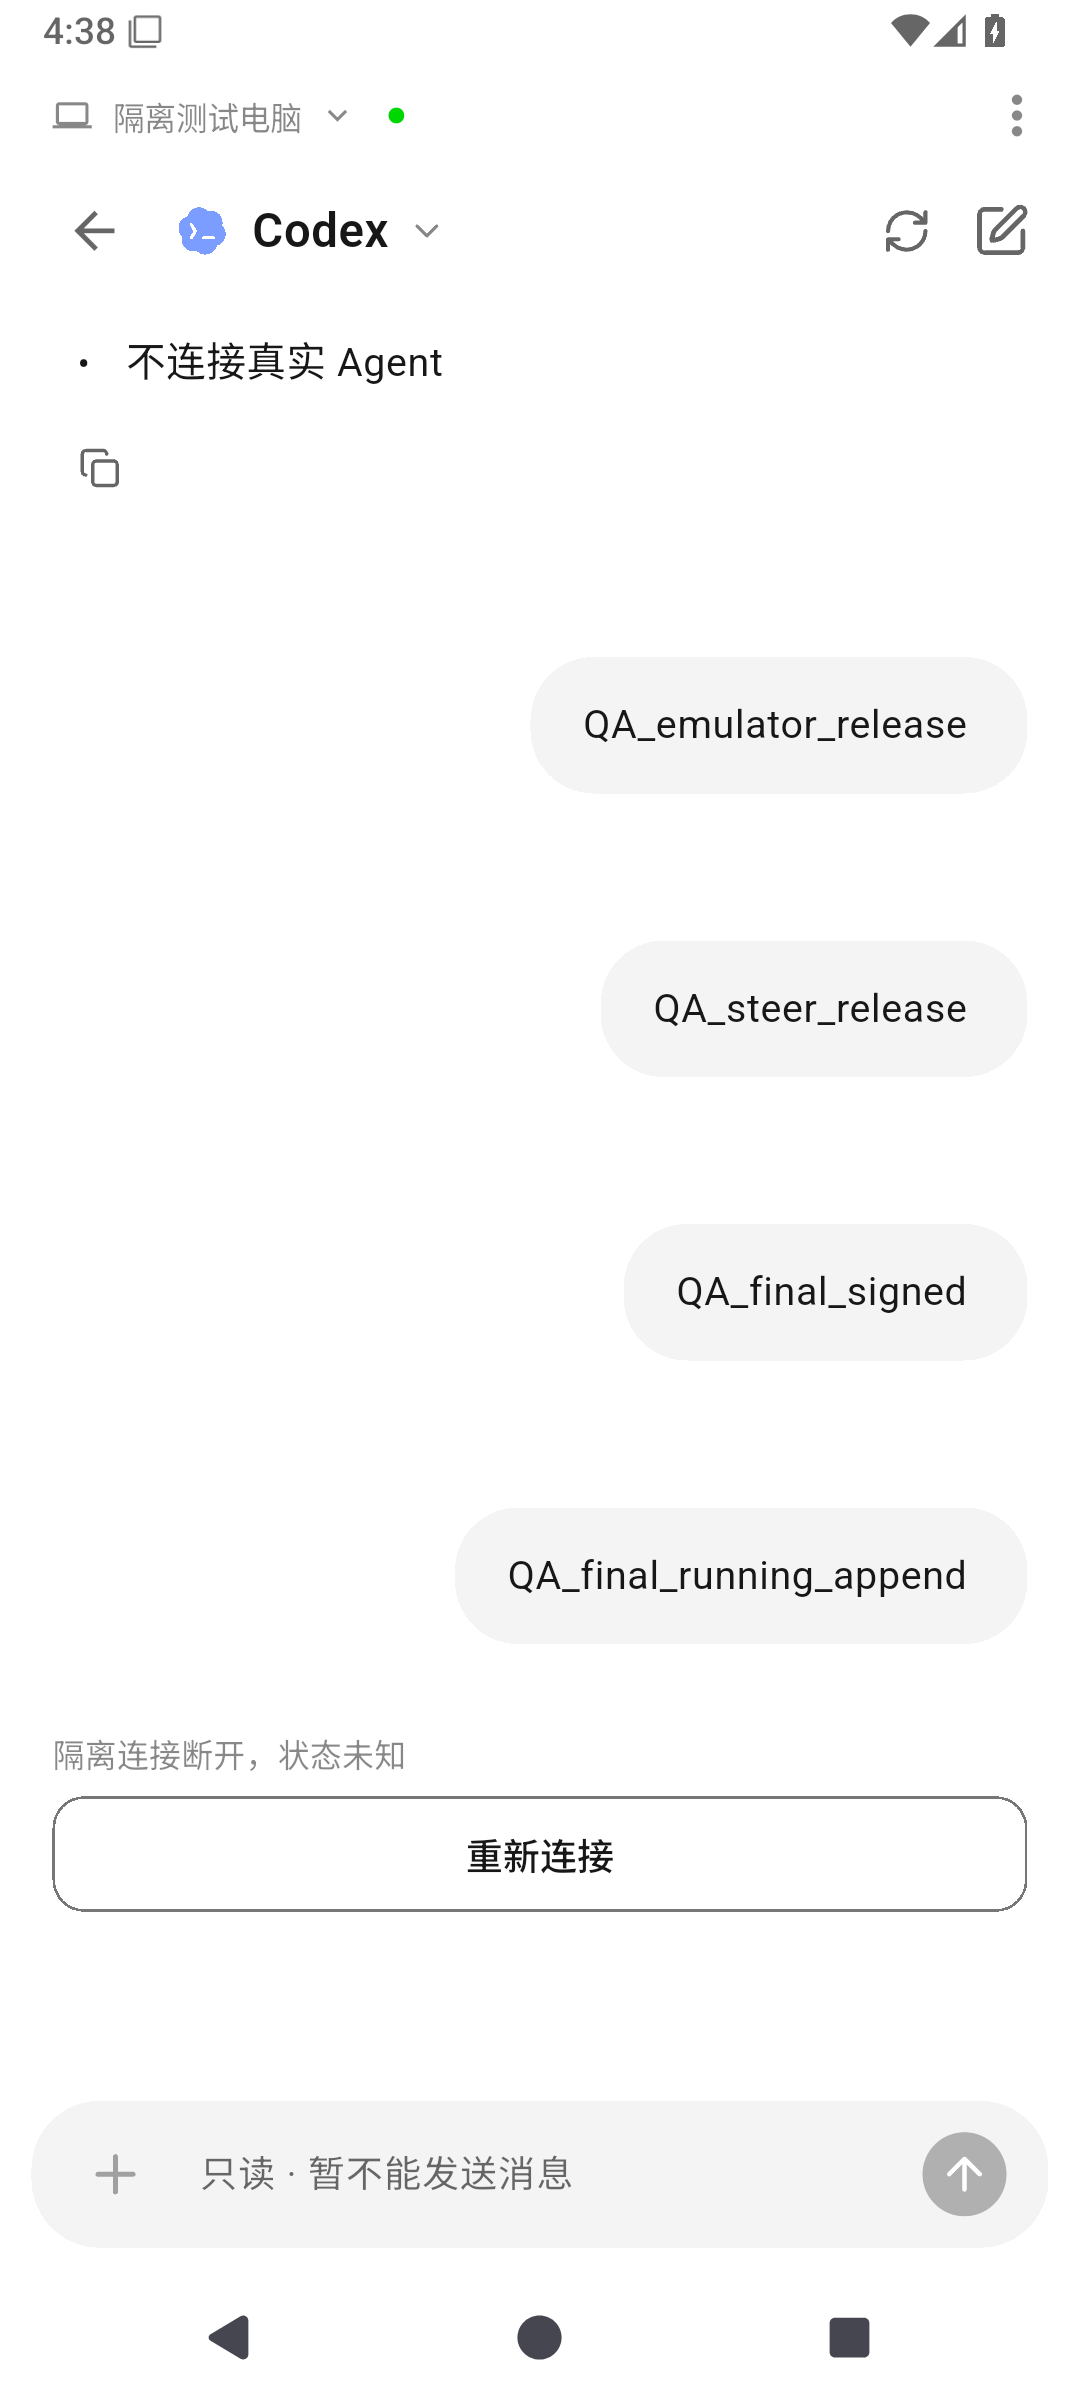 4:38
隔离测试电脑
Codex
• 不连接真实 Agent
QA_emulator_release
QA_steer_release
QA_final_signed
QA_final_running_append
隔离连接断开，状态未知
重新连接
只读 · 暂不能发送消息